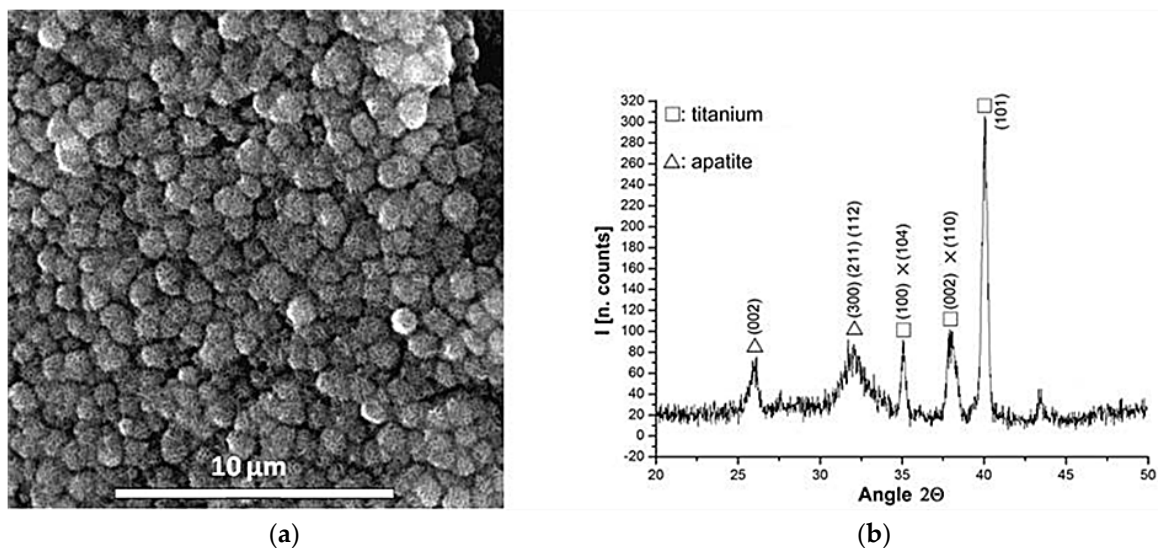 10 µm
(a)
□: titanium
△: apatite
I [n. counts]
320
300
280
260
240
220
200
180
160
140
120
100
80
60
40
20
0
-20
(002)
(300) (211) (112)
(100) × (104)
(002) × (110)
(101)
20
25
30
35
40
45
50
Angle 2Θ
(b)